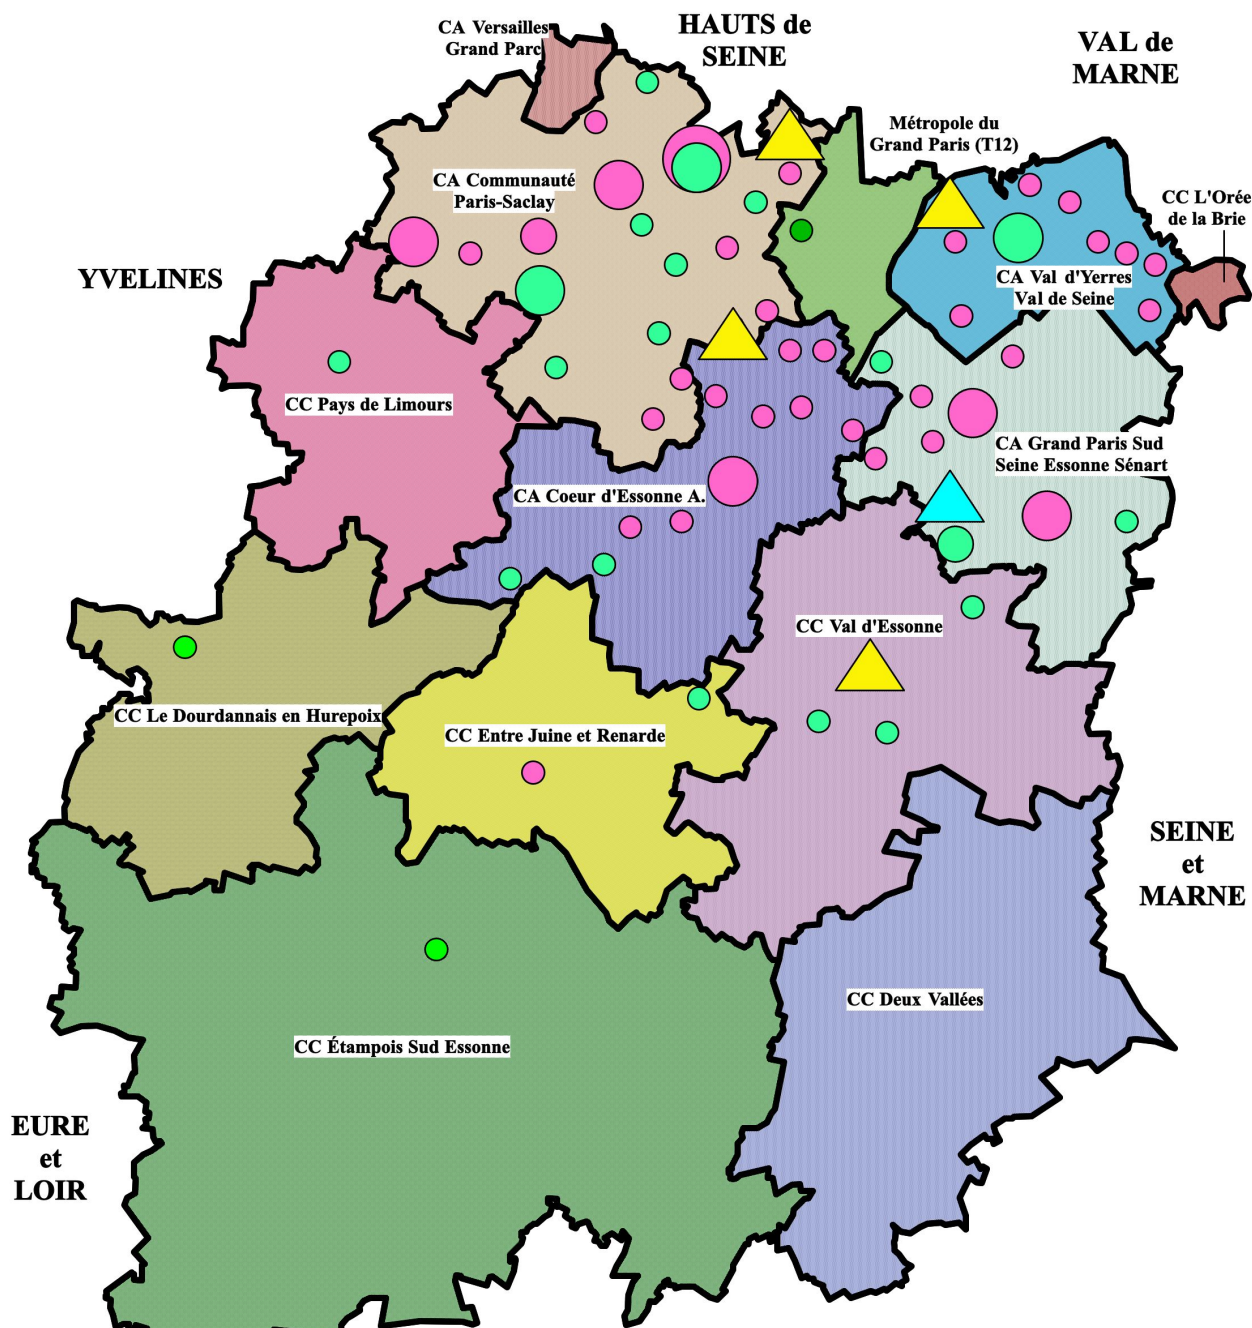 CA Versailles
Grand Parc
HAUTS de
SEINE
VAL de
MARNE
Métropole du
Grand Paris (T12)
CA Communauté
Paris-Saclay
CC L'Orée
de la Brie
YVELINES
CA Val d'Yerres
Val de Seine
CC Pays de Limours
CA Grand Paris Sud
Seine Essonne Sénart
CA Coeur d'Essonne A.
CC Val d'Essonne
CC Le Dourdannais en Hurepoix
CC Entre Juine et Renarde
SEINE
et
MARNE
CC Deux Vallées
CC Étampois Sud Essonne
EURE
et
LOIR